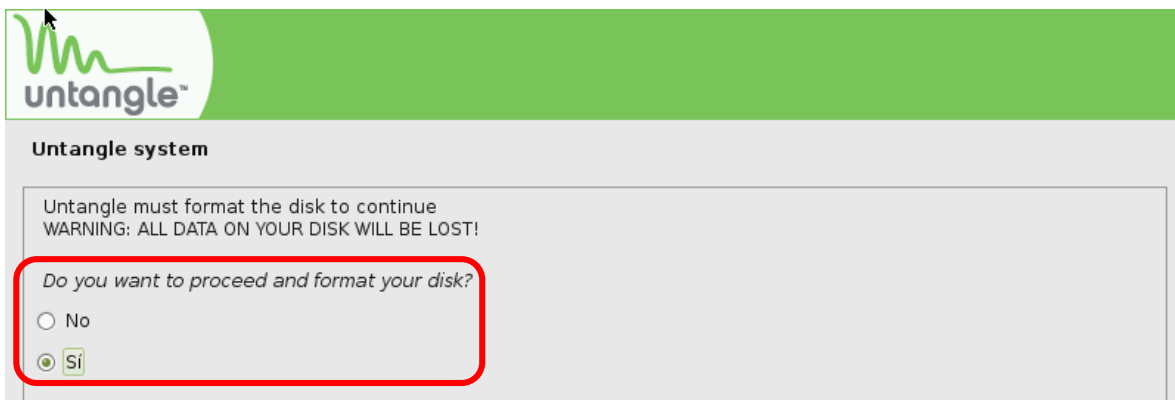 untangle™
Untangle system
Untangle must format the disk to continue
WARNING: ALL DATA ON YOUR DISK WILL BE LOST!
Do you want to proceed and format your disk?
No
Sí